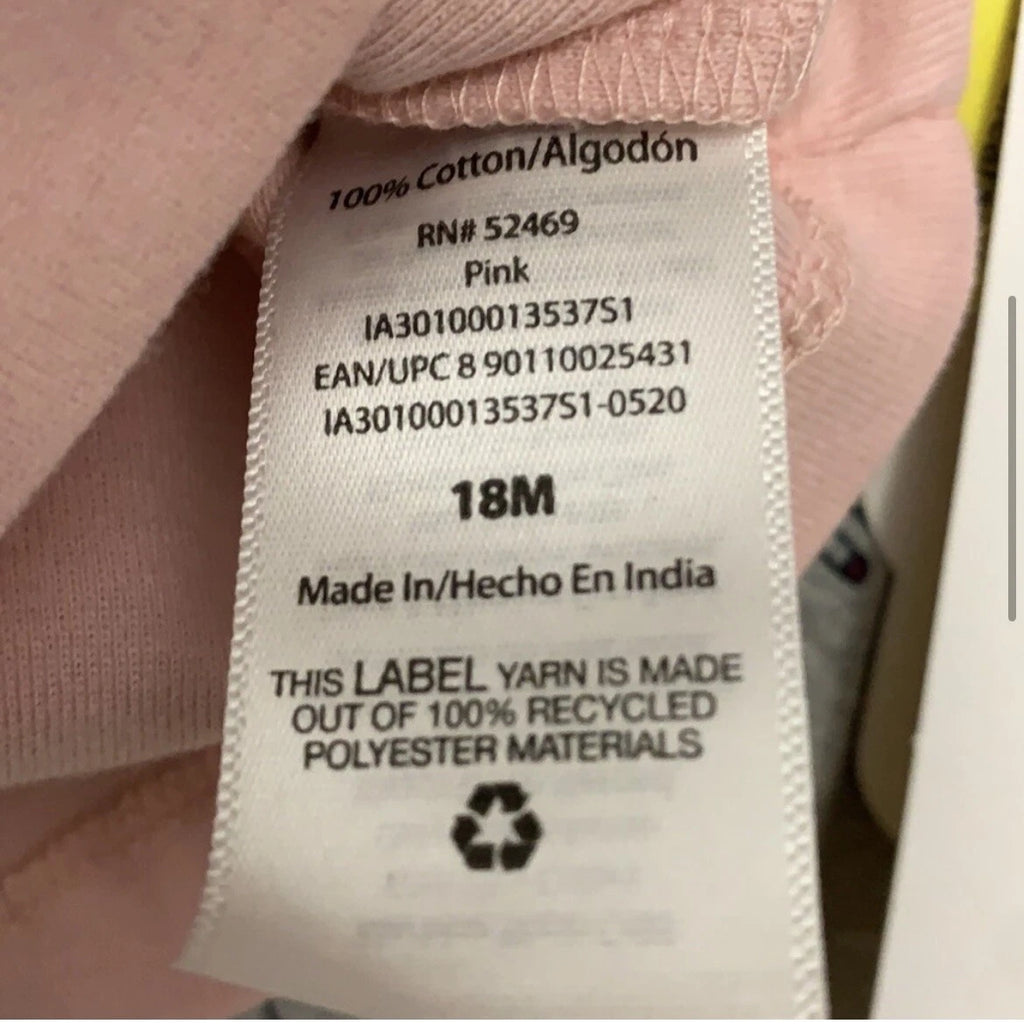 100% Cotton/Algodón
RN# 52469
Pink
IA30100013537S1
EAN/UPC 8 90110025431
IA30100013537S1-0520
18M
Made In/Hecho En India
THIS LABEL YARN IS MADE
OUT OF 100% RECYCLED
POLYESTER MATERIALS